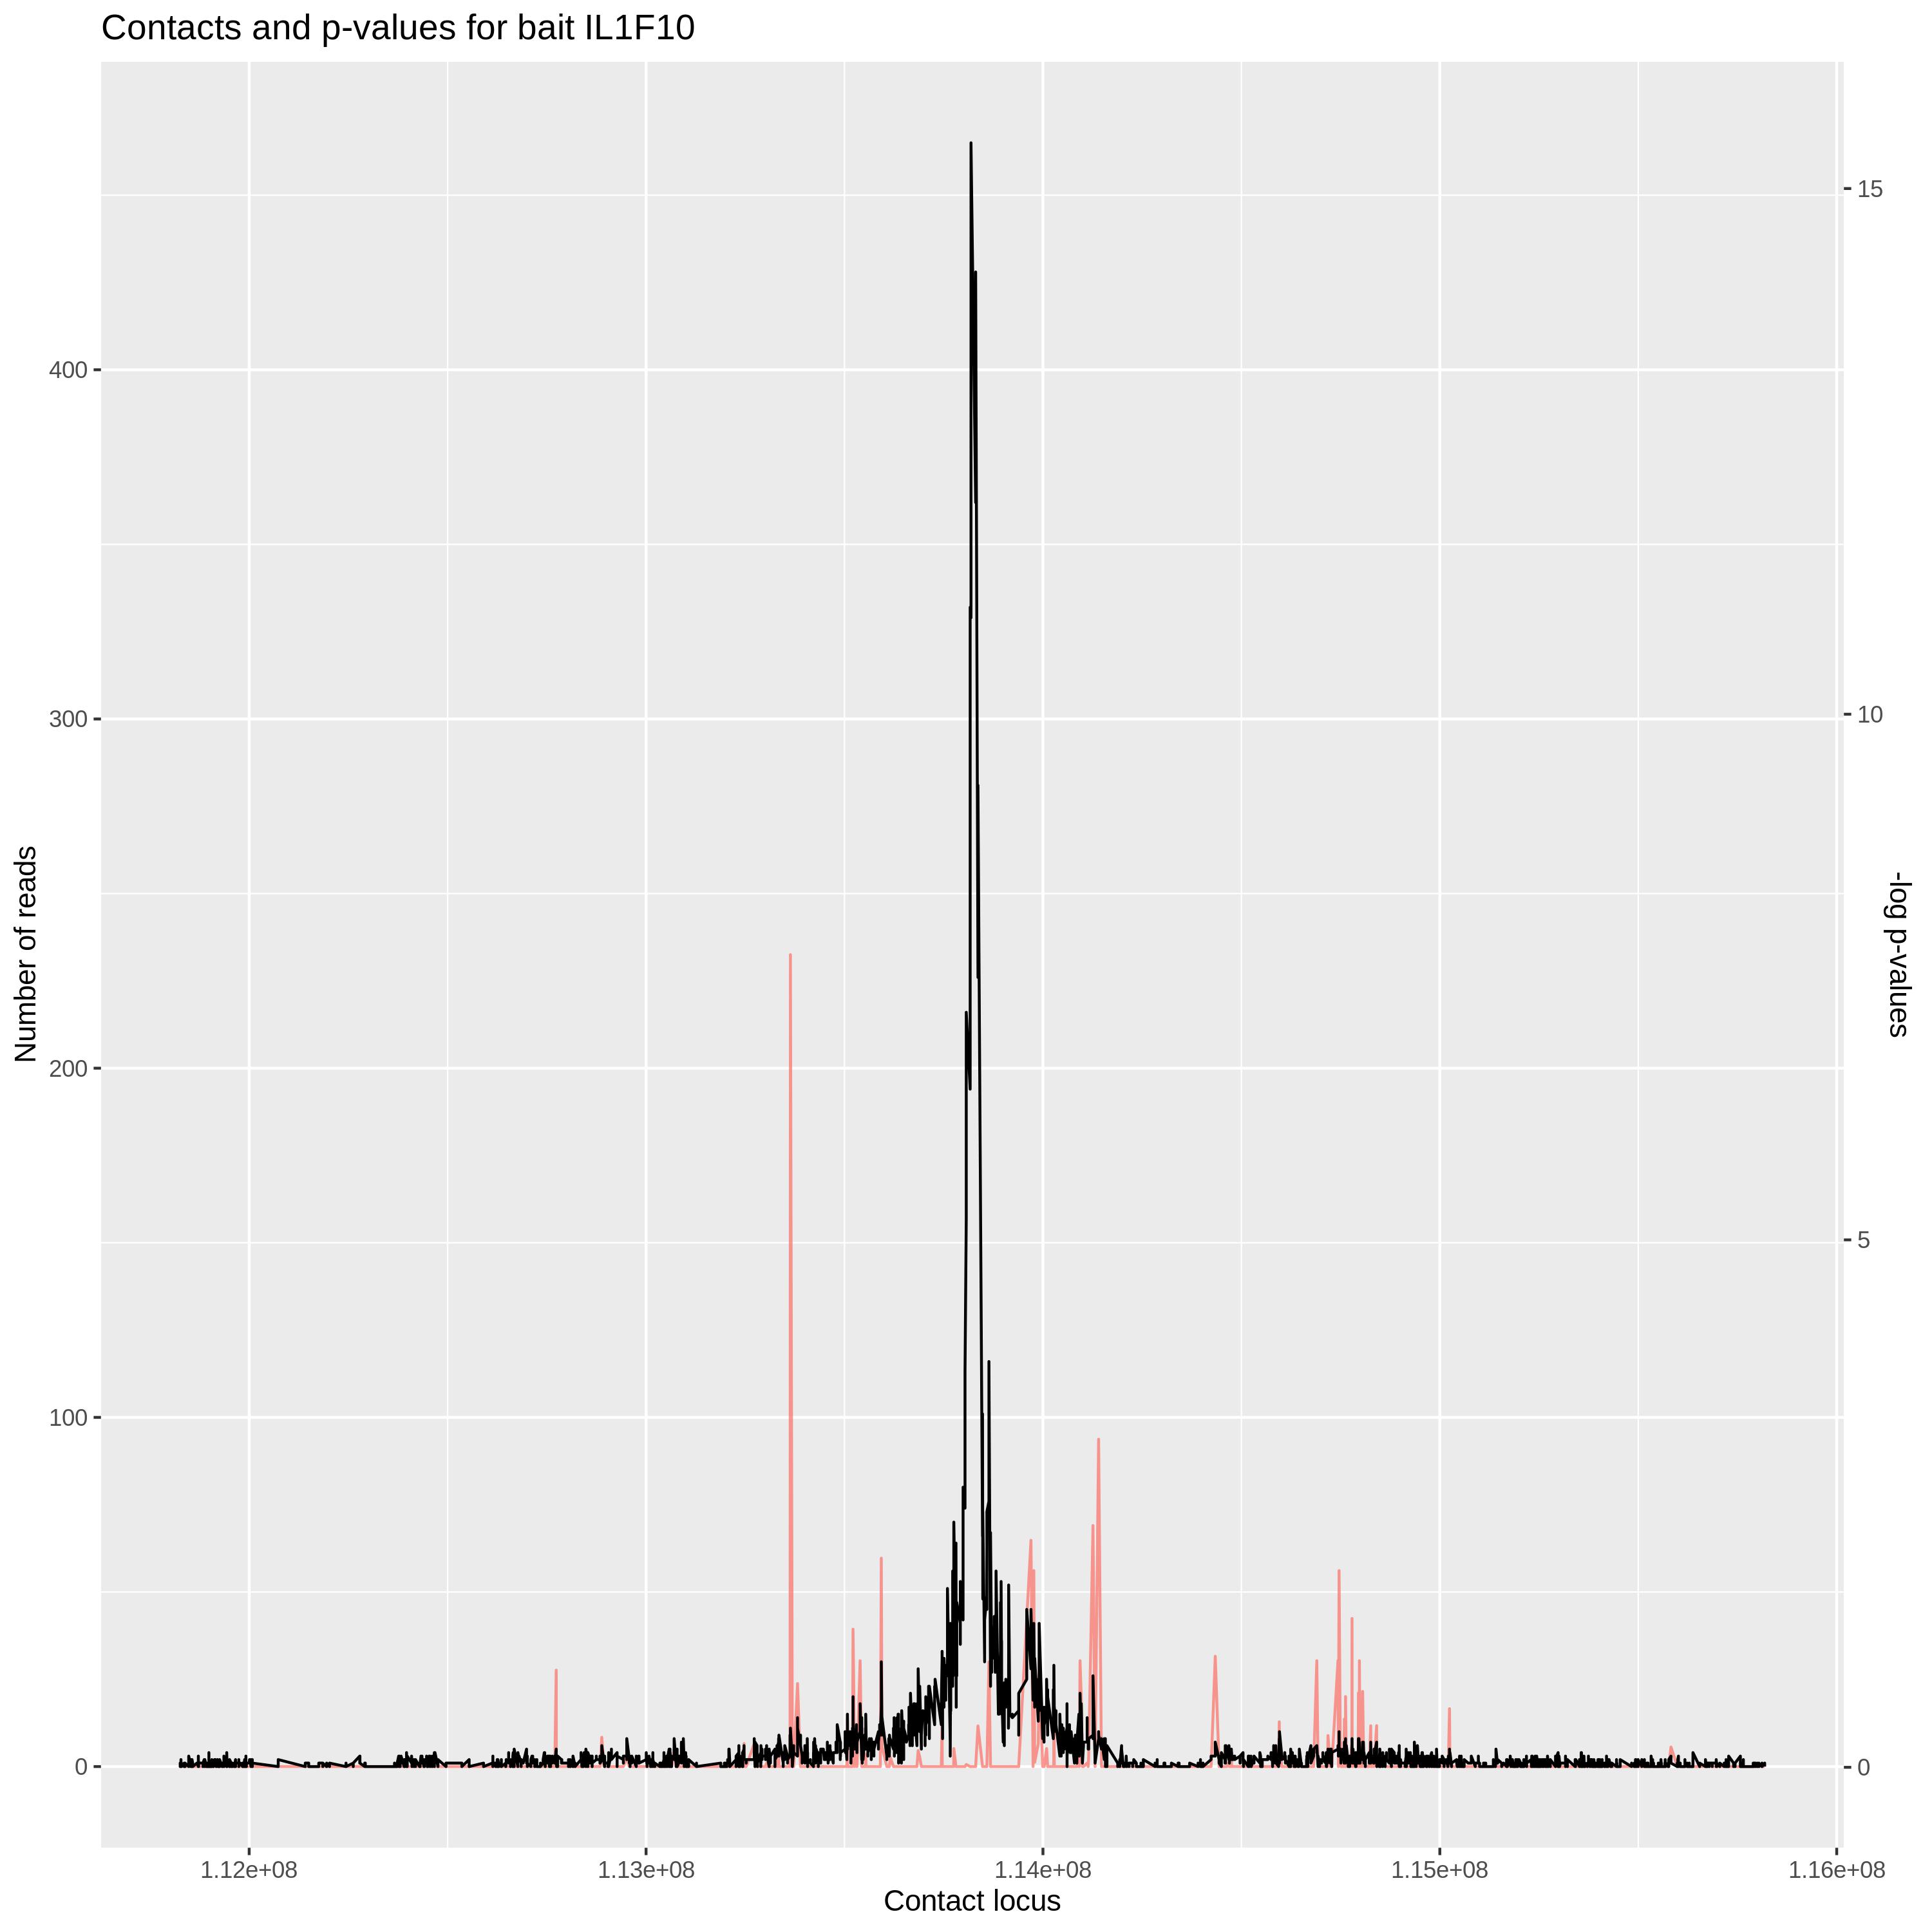 Contacts and p-values for bait IL1F10
Number of reads
400
300
200
100
0
15
10
5
0
-log p-values
1.12e+08 1.13e+08 1.14e+08 1.15e+08 1.16e+08
Contact locus